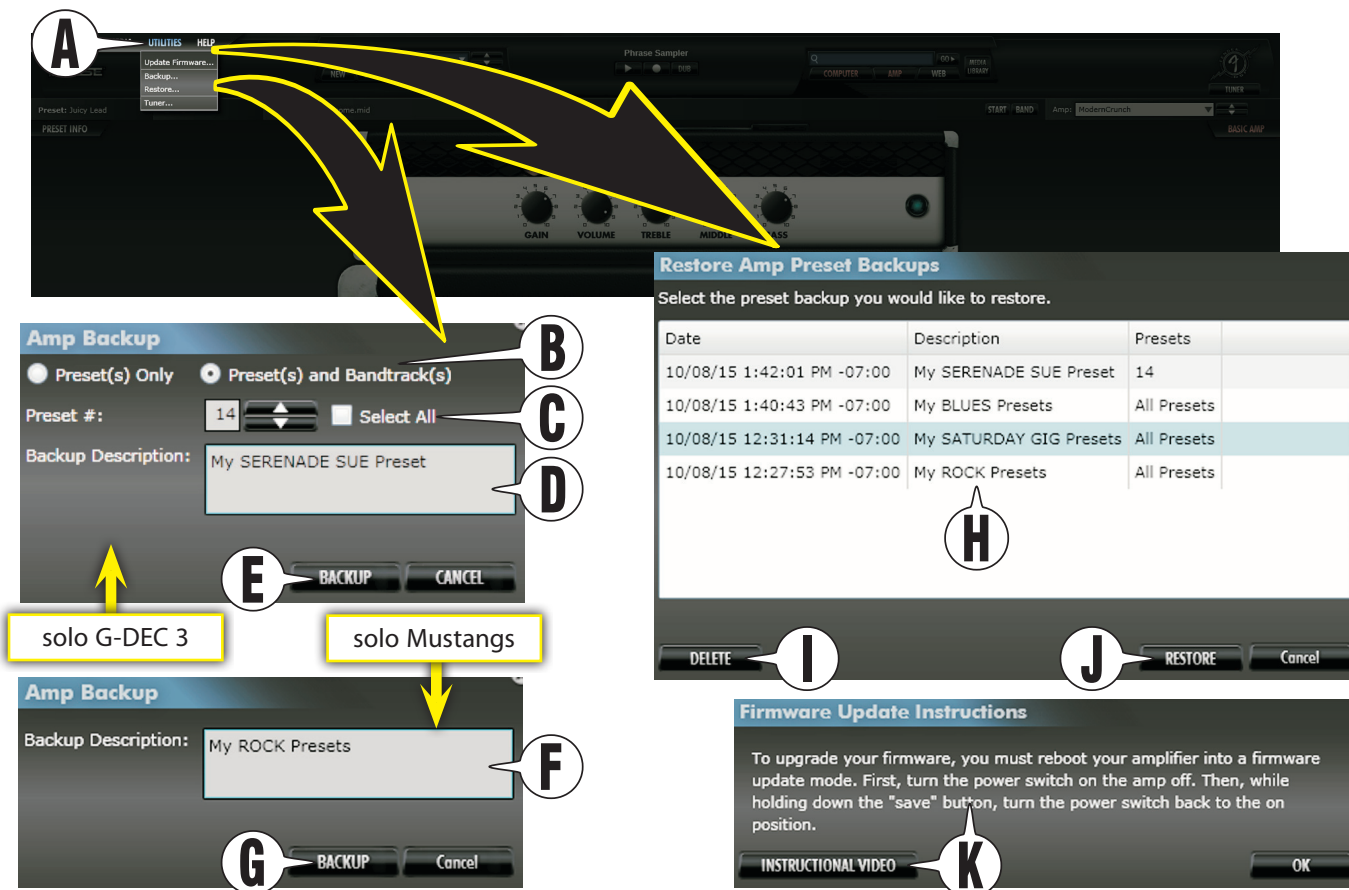 A
UTILITIES HELP
Update Firmware...
Backup...
Restore...
Tuner...
NEW
Phrase Sampler
DUB
GO
COMPUTER AMP WEB
MEDIA
LIBRARY
TUNER
Preset: Juicy Lead
ome.mid
START BAND Amp: ModernCrunch
PRESET INFO
BASIC AMP
GAIN VOLUME TREBLE MIDDLE BASS
Amp Backup
Preset(s) Only Preset(s) and Bandtrack(s)
B
Preset #: 14 Select All
C
Backup Description: My SERENADE SUE Preset
D
E
BACKUP CANCEL
solo G-DEC 3
solo Mustangs
Amp Backup
Backup Description: My ROCK Presets
F
G
BACKUP Cancel
Restore Amp Preset Backups
Select the preset backup you would like to restore.
Date Description Presets
10/08/15 1:42:01 PM -07:00 My SERENADE SUE Preset 14
10/08/15 1:40:43 PM -07:00 My BLUES Presets All Presets
10/08/15 12:31:14 PM -07:00 My SATURDAY GIG Presets All Presets
10/08/15 12:27:53 PM -07:00 My ROCK Presets All Presets
H
DELETE
I
J
RESTORE Cancel
Firmware Update Instructions
To upgrade your firmware, you must reboot your amplifier into a firmware
update mode. First, turn the power switch on the amp off. Then, while
holding down the "save" button, turn the power switch back to the on
position.
INSTRUCTIONAL VIDEO
K
OK